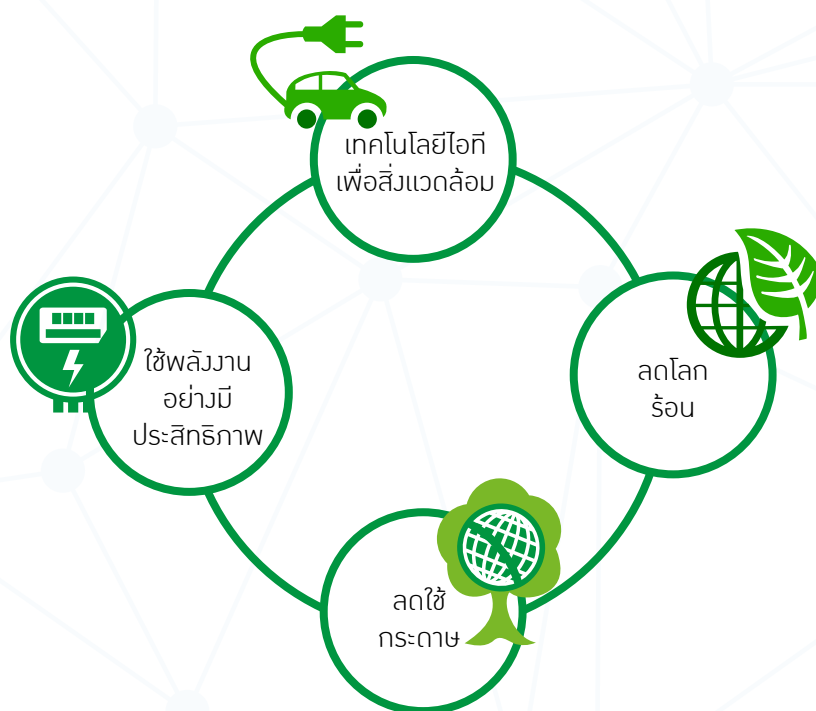 เทคโนโลยีไอที
เพื่อสิ่งแวดล้อม
ลดโลก
ร้อน
ลดใช้
กระดาษ
ใช้พลังงาน
อย่างมี
ประสิทธิภาพ